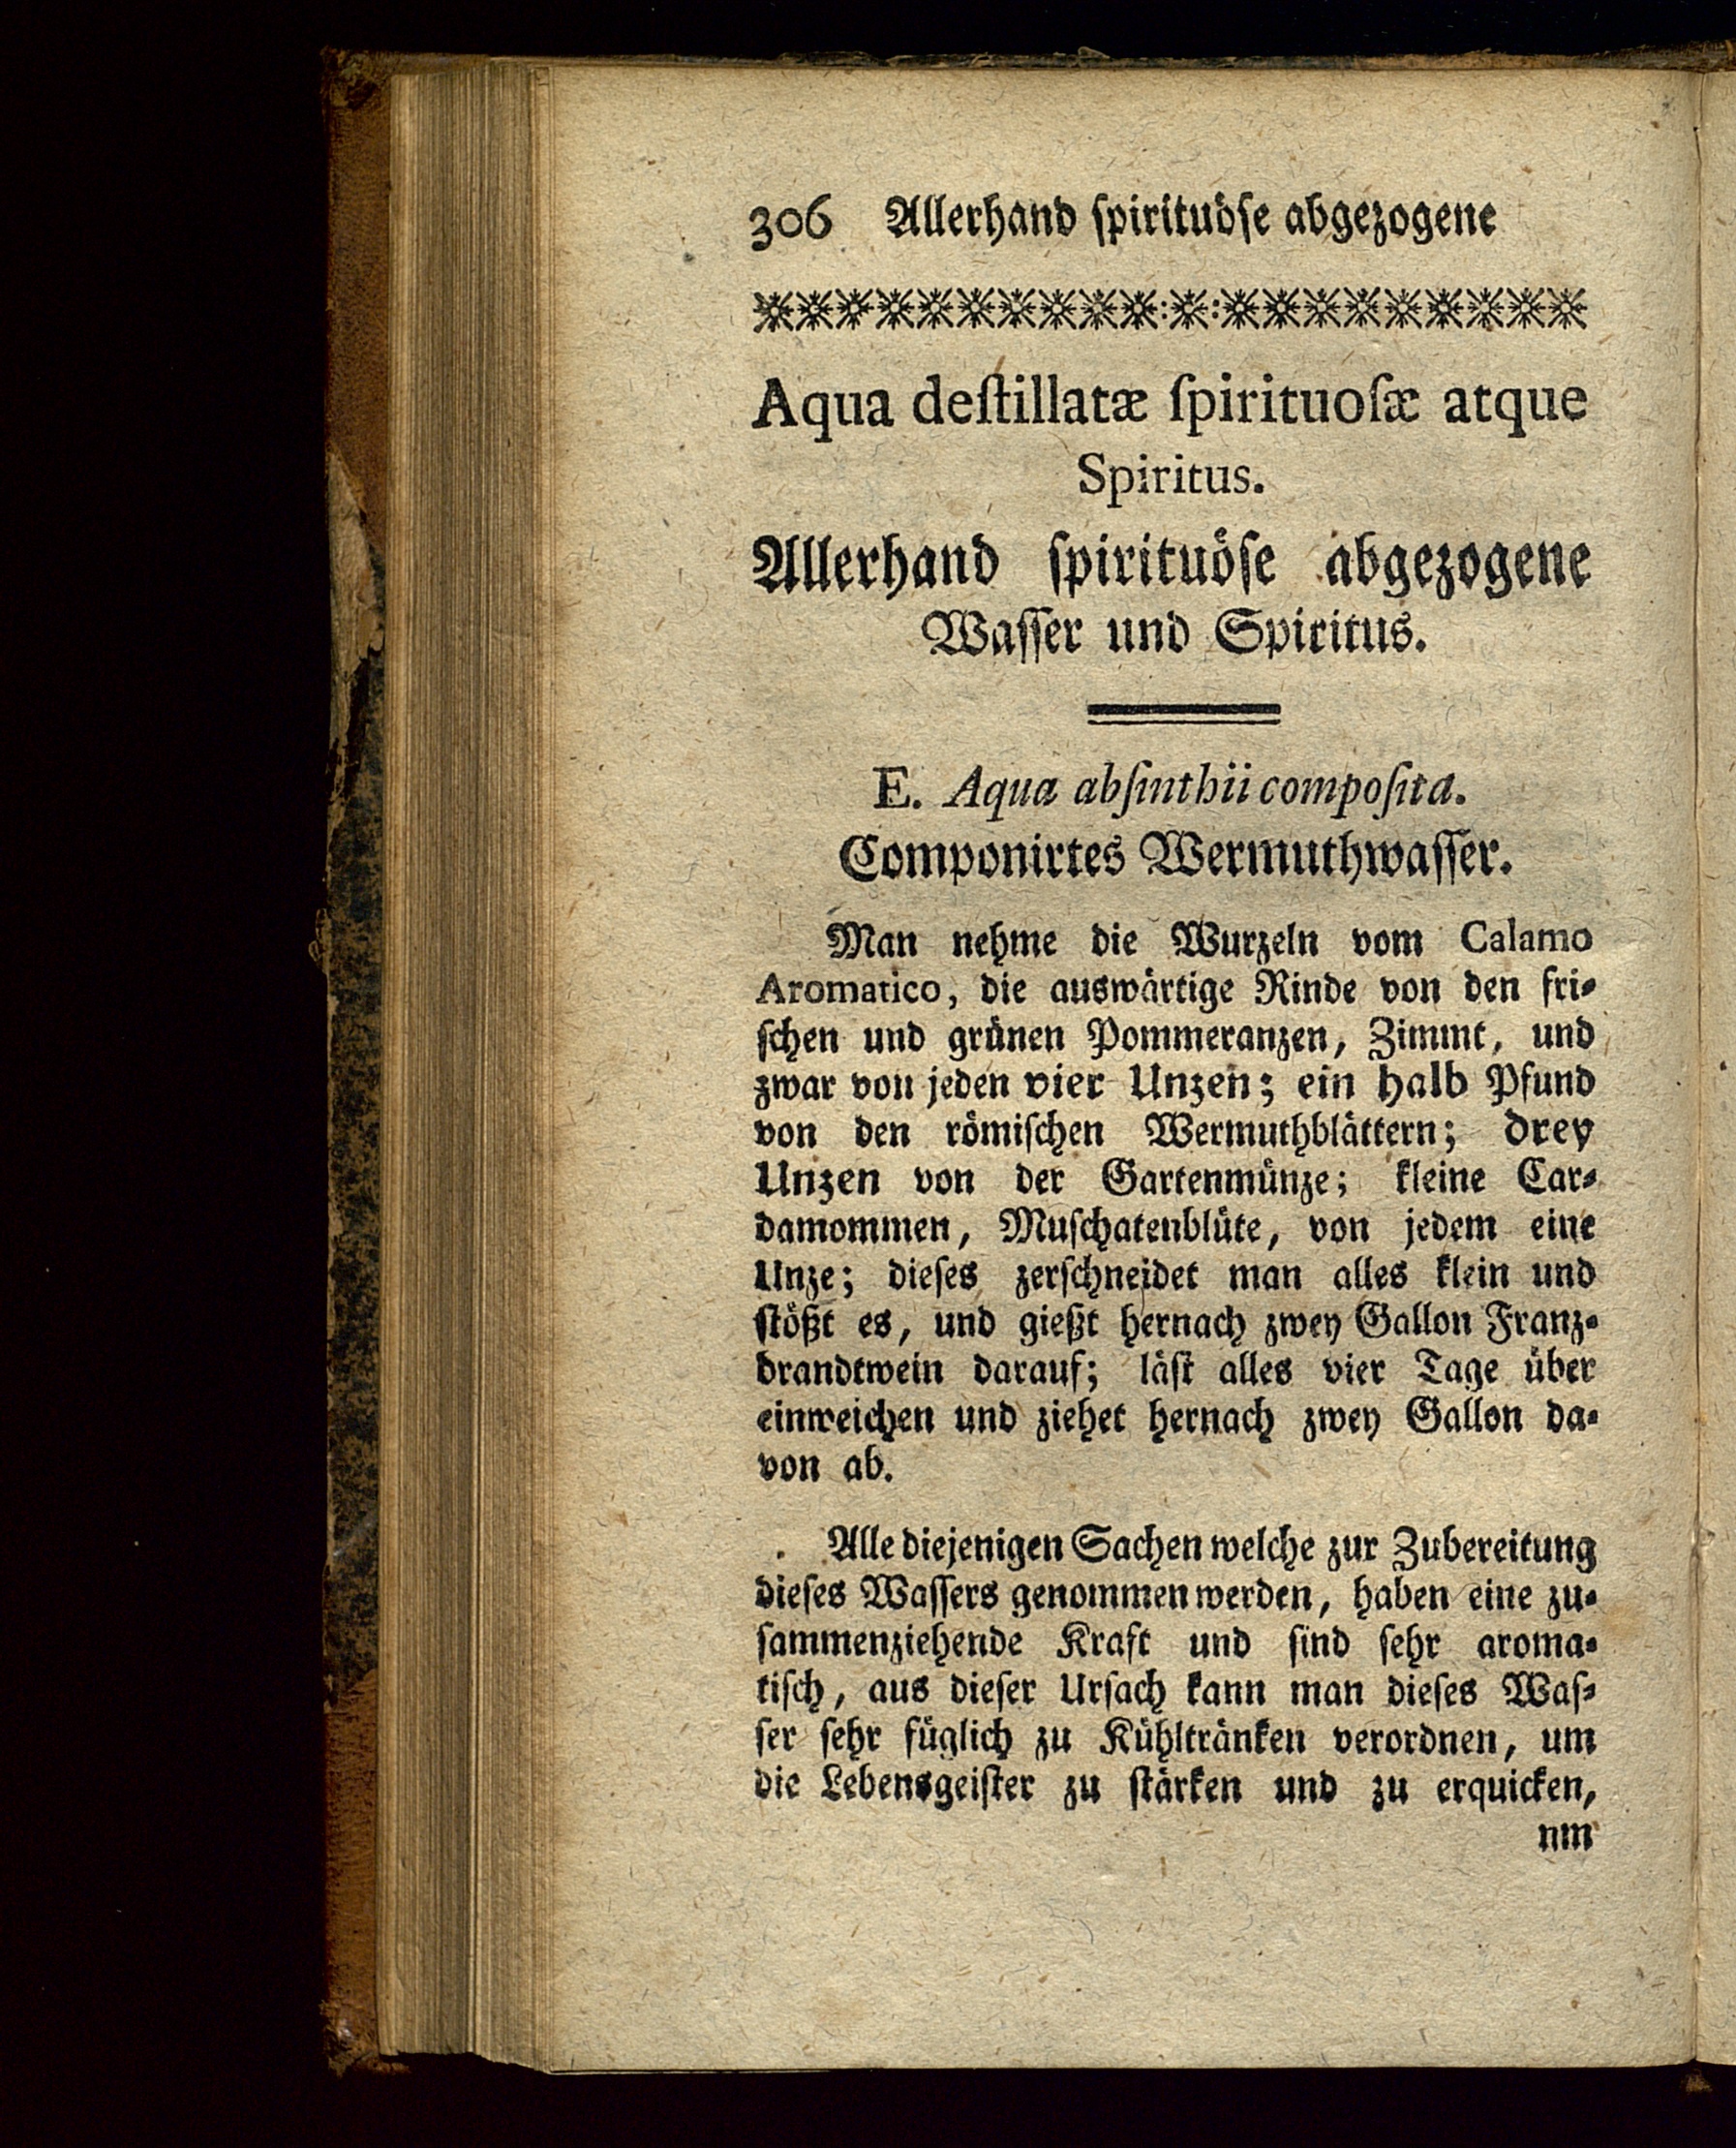 306 Allerhand spirituöse abgezogene
Aqua deſtillatæ ſpirituoſæ atque
Spiritus.
Allerhand ſpirituöſe abgezogene
Waſſer und Spiritus.
E. Aqua abſinthii compoſita.
Componirtes Wermuthwaſſer.
Man nehme die Wurzeln vom Calamo
Aromatico, die auswärtige Rinde von den fri-
ſchen und grünen Pommeranzen, Zimmt, und
zwar von jeden vier Unzen; ein halb Pfund
von den römiſchen Wermuthblättern; drey
Unzen von der Gartenmünze; kleine Car-
damommen, Muſchatenblüte, von jedem eine
Unze; dieſes zerſchneidet man alles klein und
ſtößt es, und gießt hernach zwey Gallon Franz-
brandtwein darauf; läſt alles vier Tage über
einweichen und ziehet hernach zwey Gallon da-
von ab.
Alle diejenigen Sachen welche zur Zubereitung
dieſes Waſſers genommen werden, haben eine zu-
ſammenziehende Kraft und ſind ſehr aroma-
tiſch, aus dieſer Urſach kann man dieſes Waſ-
ſer ſehr füglich zu Kühltränken verordnen, um
die Lebensgeiſter zu ſtärken und zu erquicken,
nm